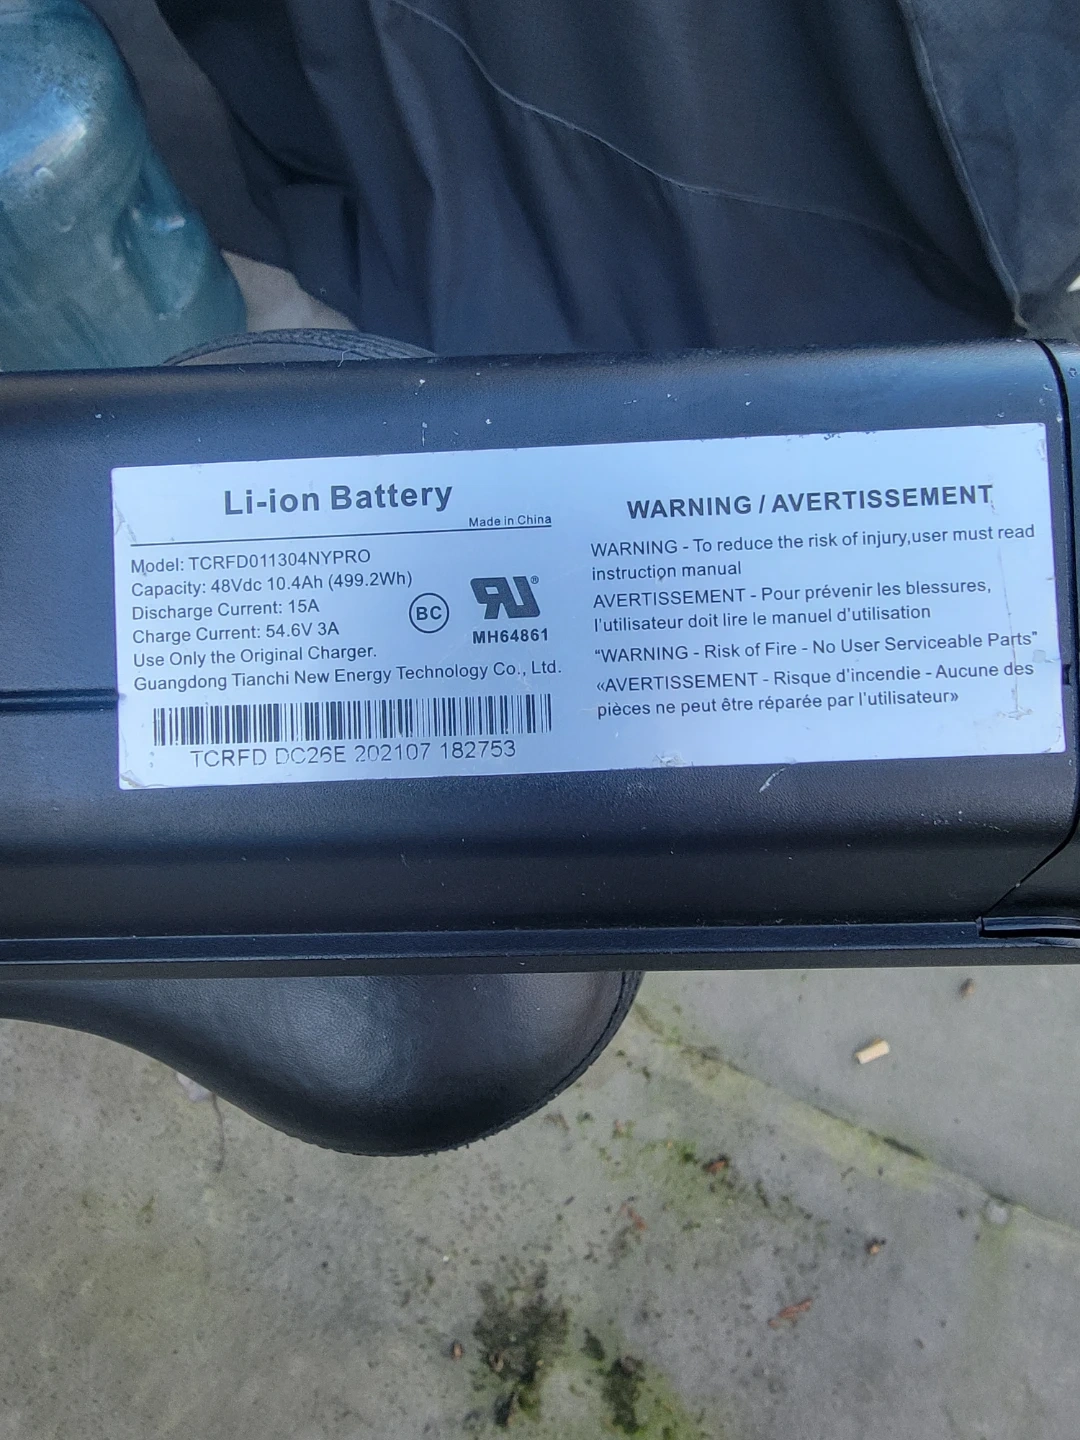 Li-ion Battery
Made in China
Model: TCRFD011304NYPRO
Capacity: 48Vdc 10.4Ah (499.2Wh)
Discharge Current: 15A
Charge Current: 54.6V 3A
Use Only the Original Charger.
Guangdong Tianchi New Energy Technology Co., Ltd.
BC
RU®
MH64861
TCRFD DC26E 202107 182753
WARNING / AVERTISSEMENT
WARNING - To reduce the risk of injury,user must read
instruction manual
AVERTISSEMENT - Pour prévenir les blessures,
l'utilisateur doit lire le manuel d'utilisation
"WARNING - Risk of Fire - No User Serviceable Parts"
«AVERTISSEMENT - Risque d'incendie - Aucune des
pièces ne peut être réparée par l'utilisateur»